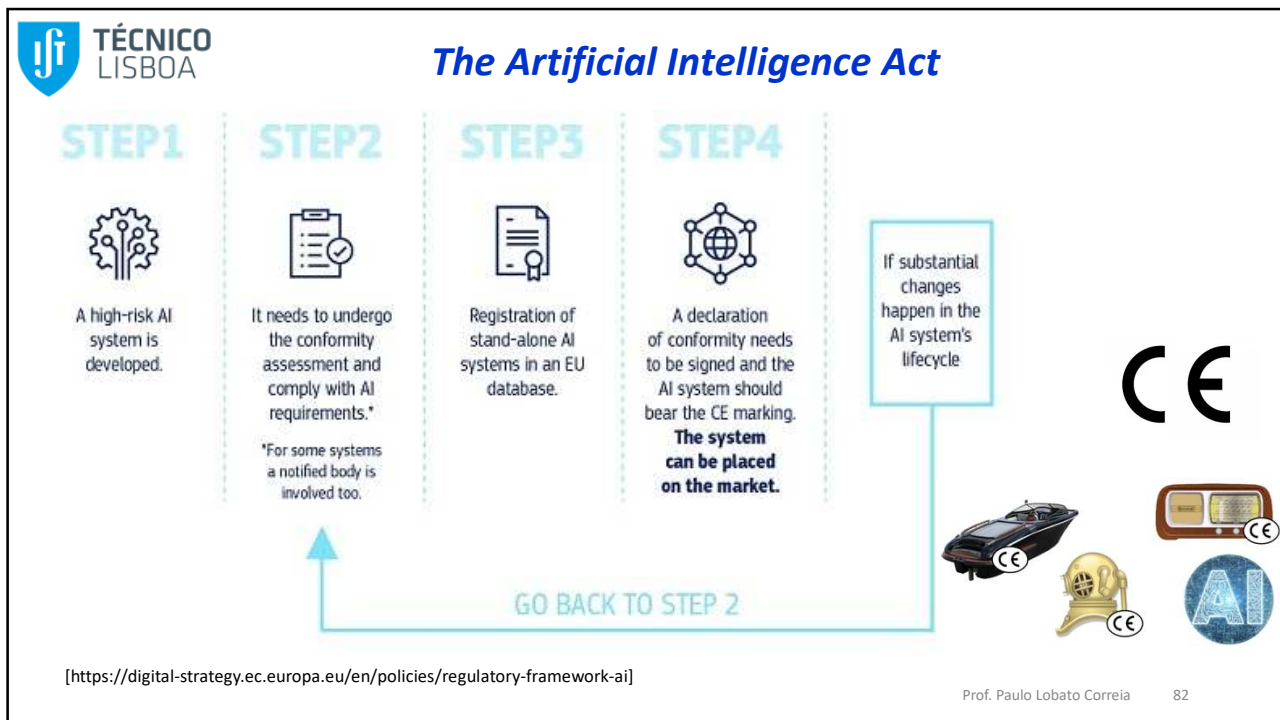 TÉCNICO
LISBOA
The Artificial Intelligence Act
STEP1
A high-risk AI
system is
developed.
STEP2
It needs to undergo
the conformity
assessment and
comply with AI
requirements.*
*For some systems
a notified body is
involved too.
STEP3
Registration of
stand-alone AI
systems in an EU
database.
STEP4
A declaration
of conformity needs
to be signed and the
AI system should
bear the CE marking.
The system
can be placed
on the market.
If substantial
changes
happen in the
AI system's
lifecycle
GO BACK TO STEP 2
CE
CE
CE
CE
AI
[https://digital-strategy.ec.europa.eu/en/policies/regulatory-framework-ai]
Prof. Paulo Lobato Correia 82